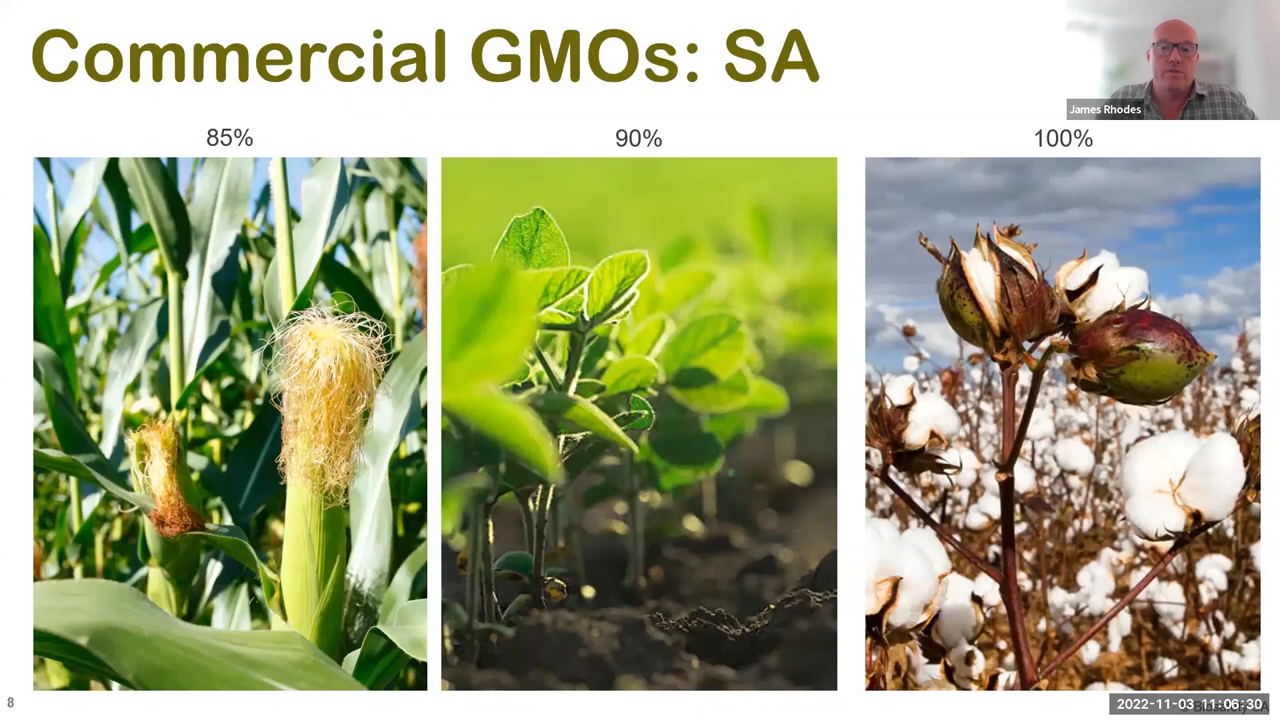 Commercial GMOs: SA
James Rhodes
85%
90%
100%
8
2022-11-03 11:06:30